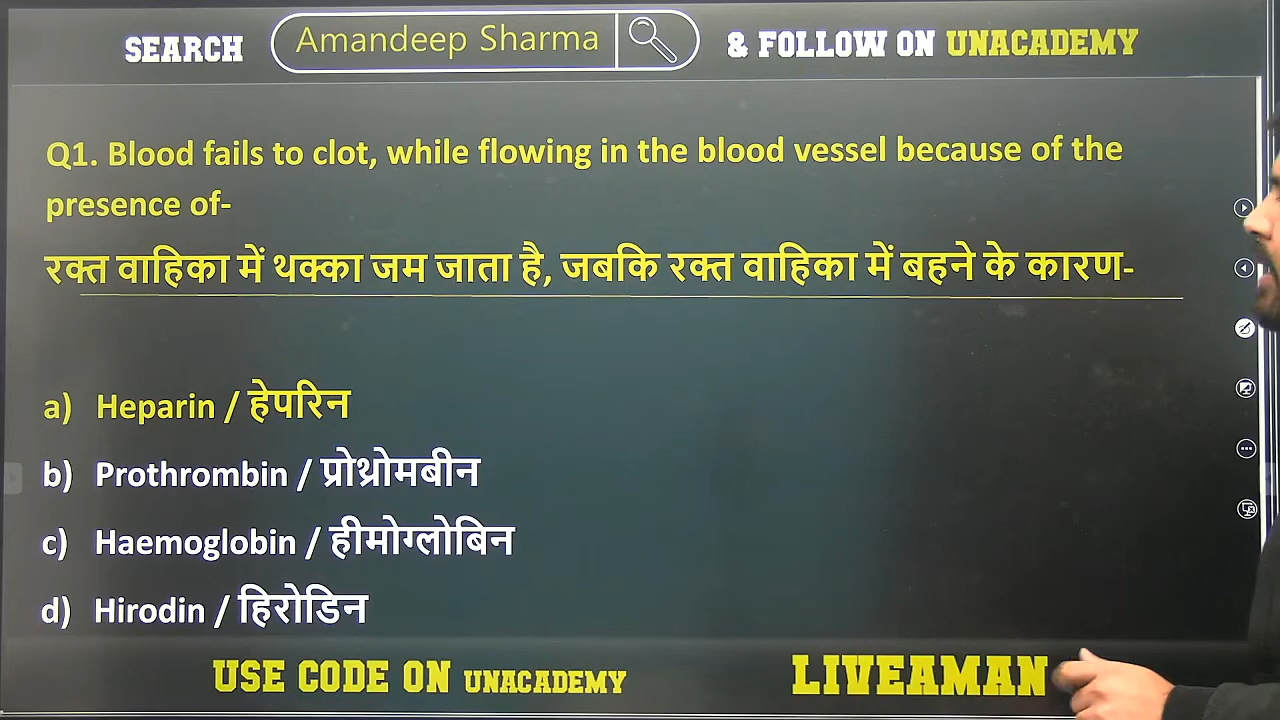 SEARCH Amandeep Sharma & FOLLOW ON UNACADEMY
Q1. Blood fails to clot, while flowing in the blood vessel because of the
presence of-
रक्त वाहिका में थक्का जम जाता है, जबकि रक्त वाहिका में बहने के कारण-
a) Heparin / हेपरिन
b) Prothrombin / प्रोथ्रोमबीन
c) Haemoglobin / हीमोग्लोबिन
d) Hirodin / हिरोडिन
USE CODE ON UNACADEMY LIVEAMAN